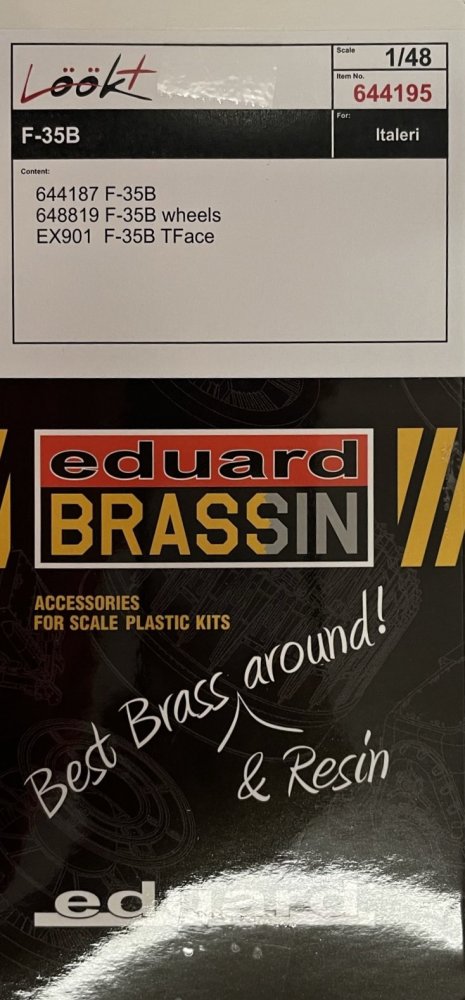 Löök+
Scale
1/48
Item No.
644195
F-35B
For:
Italeri
Content:
644187 F-35B
648819 F-35B wheels
EX901 F-35B TFace
eduard
BRASSIN
ACCESSORIES
FOR SCALE PLASTIC KITS
Best Brass around!
& Resin
eduard